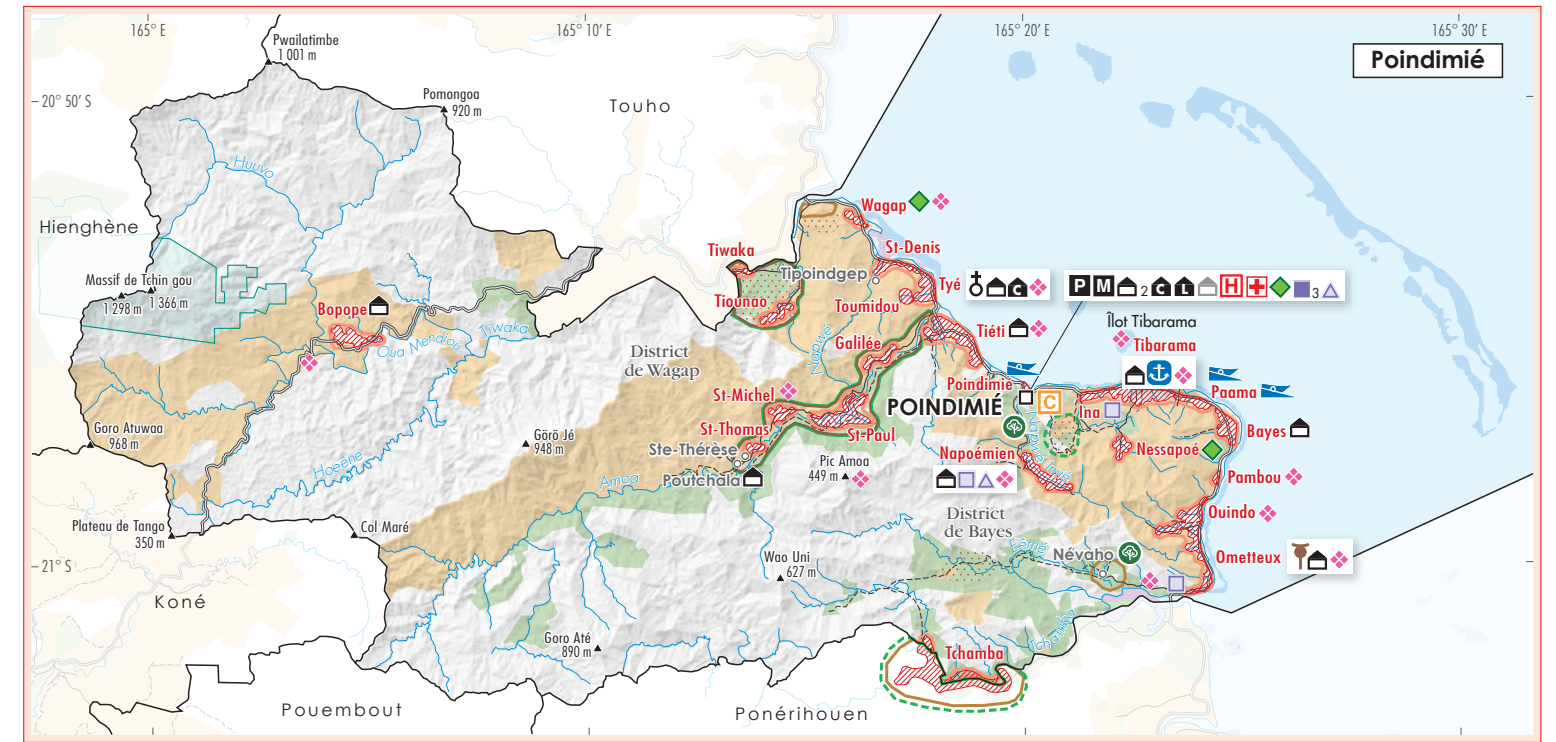 165° E
165° 10' E
165° 20' E
165° 30' E
Poindimié
Pwailatimbe
1 001 m
Pomongoa
920 m
20° 50' S
Touho
Huuvo
Hienghène
Wagap
St-Denis
Tiwaka
Tipoindgep
Tyé
C
P M 2 C L H 3
Massif de Tchin gou
1 298 m
1 366 m
Bopope
Tiounao
Toumidou
Tiwaka
Oua Mendiou
Napwé
Galilée
Tiéti
Îlot Tibarama
Tibarama
District
de Wagap
Poindimié
Paama
St-Michel
POINDIMIÉ
C
Ina
Goro Atuwaa
968 m
Görö Jé
948 m
St-Thomas
St-Paul
Bayes
Ste-Thérèse
Napoémien
Nessapoé
Hoeène
Amoa
Poutchala
Pic Amoa
449 m
Pambou
Ouindo
Plateau de Tango
350 m
Col Maré
District
de Bayes
Wao Uni
627 m
Névaho
Ometteux
21° S
Koné
Goro Até
890 m
Tchamba
Tchamba
Pouembout
Ponérihouen